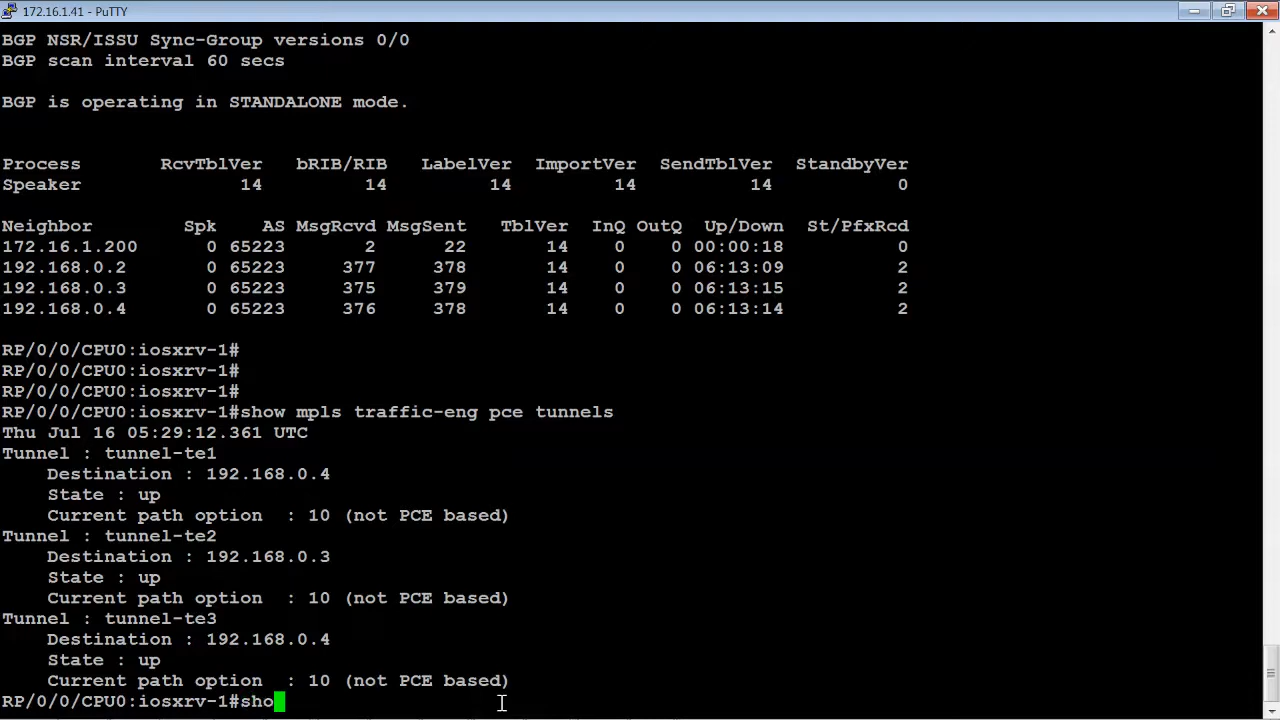 172.16.1.41 - PuTTY
BGP NSR/ISSU Sync-Group versions 0/0
BGP scan interval 60 secs
BGP is operating in STANDALONE mode.
Process RcvTblVer bRIB/RIB LabelVer ImportVer SendTblVer StandbyVer
Speaker 14 14 14 14 14 0
Neighbor Spk AS MsgRcvd MsgSent TblVer InQ OutQ Up/Down St/PfxRcd
172.16.1.200 0 65223 2 22 14 0 0 00:00:18 0
192.168.0.2 0 65223 377 378 14 0 0 06:13:09 2
192.168.0.3 0 65223 375 379 14 0 0 06:13:15 2
192.168.0.4 0 65223 376 378 14 0 0 06:13:14 2
RP/0/0/CPU0:iosxrv-1#
RP/0/0/CPU0:iosxrv-1#
RP/0/0/CPU0:iosxrv-1#
RP/0/0/CPU0:iosxrv-1#show mpls traffic-eng pce tunnels
Thu Jul 16 05:29:12.361 UTC
Tunnel : tunnel-te1
Destination : 192.168.0.4
State : up
Current path option : 10 (not PCE based)
Tunnel : tunnel-te2
Destination : 192.168.0.3
State : up
Current path option : 10 (not PCE based)
Tunnel : tunnel-te3
Destination : 192.168.0.4
State : up
Current path option : 10 (not PCE based)
RP/0/0/CPU0:iosxrv-1#sho